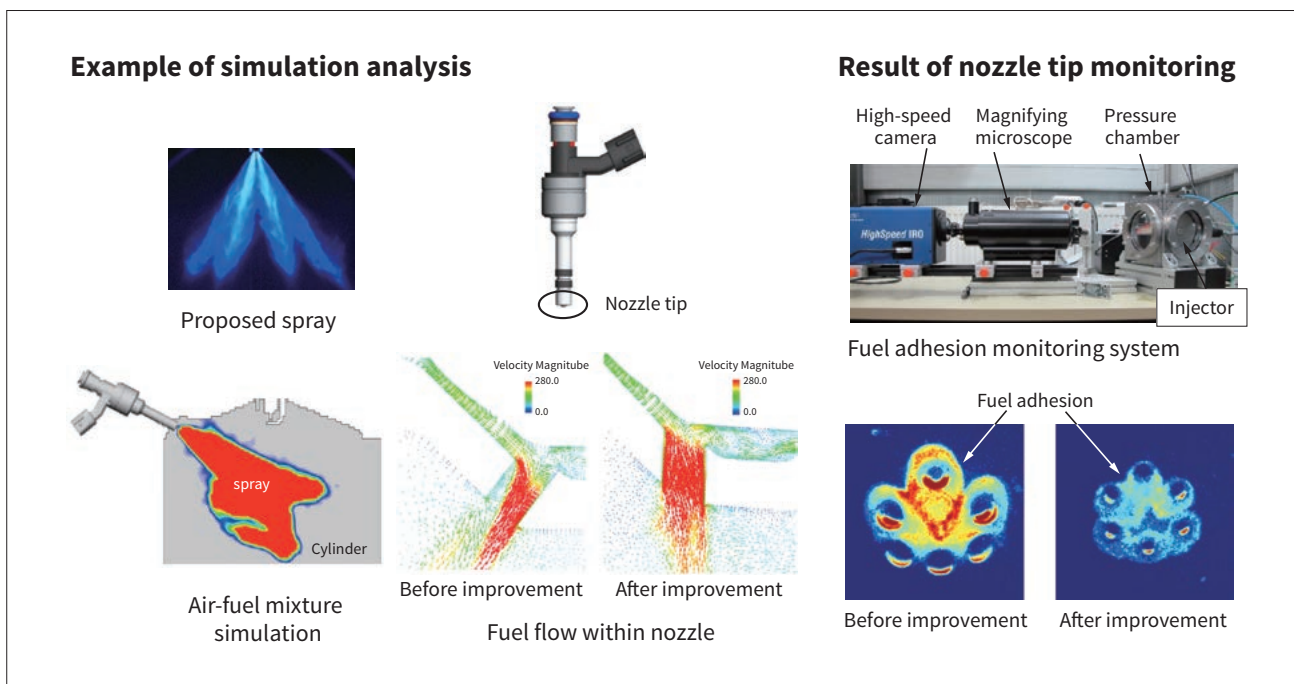 Example of simulation analysis
Proposed spray
Nozzle tip
spray
Cylinder
Air-fuel mixture
simulation
Velocity Magnitube
280.0
0.0
Before improvement
Velocity Magnitube
280.0
0.0
After improvement
Fuel flow within nozzle
Result of nozzle tip monitoring
High-speed
camera
Magnifying
microscope
Pressure
chamber
HighSpeed IRO
Injector
Fuel adhesion monitoring system
Fuel adhesion
Before improvement
After improvement